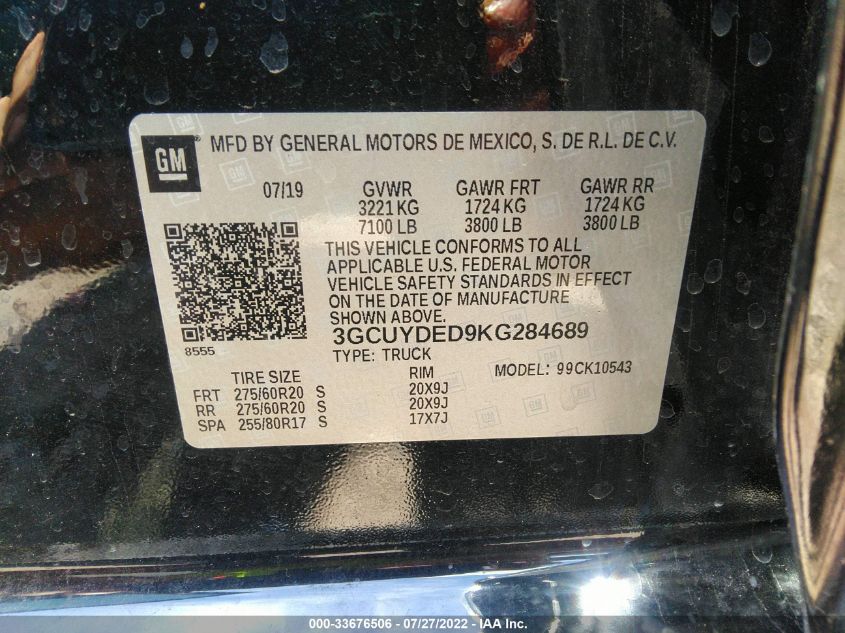 GM MFD BY GENERAL MOTORS DE MEXICO, S. DE R.L. DE C.V.
07/19 GVWR GAWR FRT GAWR RR
3221 KG 1724 KG 1724 KG
7100 LB 3800 LB 3800 LB
THIS VEHICLE CONFORMS TO ALL
APPLICABLE U.S. FEDERAL MOTOR
VEHICLE SAFETY STANDARDS IN EFFECT
ON THE DATE OF MANUFACTURE
SHOWN ABOVE.
3GCUYDED9KG284689
8555 TYPE: TRUCK MODEL: 99CK10543
TIRE SIZE RIM
FRT 275/60R20 S 20X9J
RR 275/60R20 S 20X9J
SPA 255/80R17 S 17X7J
000-33676506 / 07/27/2022 - IAA Inc.